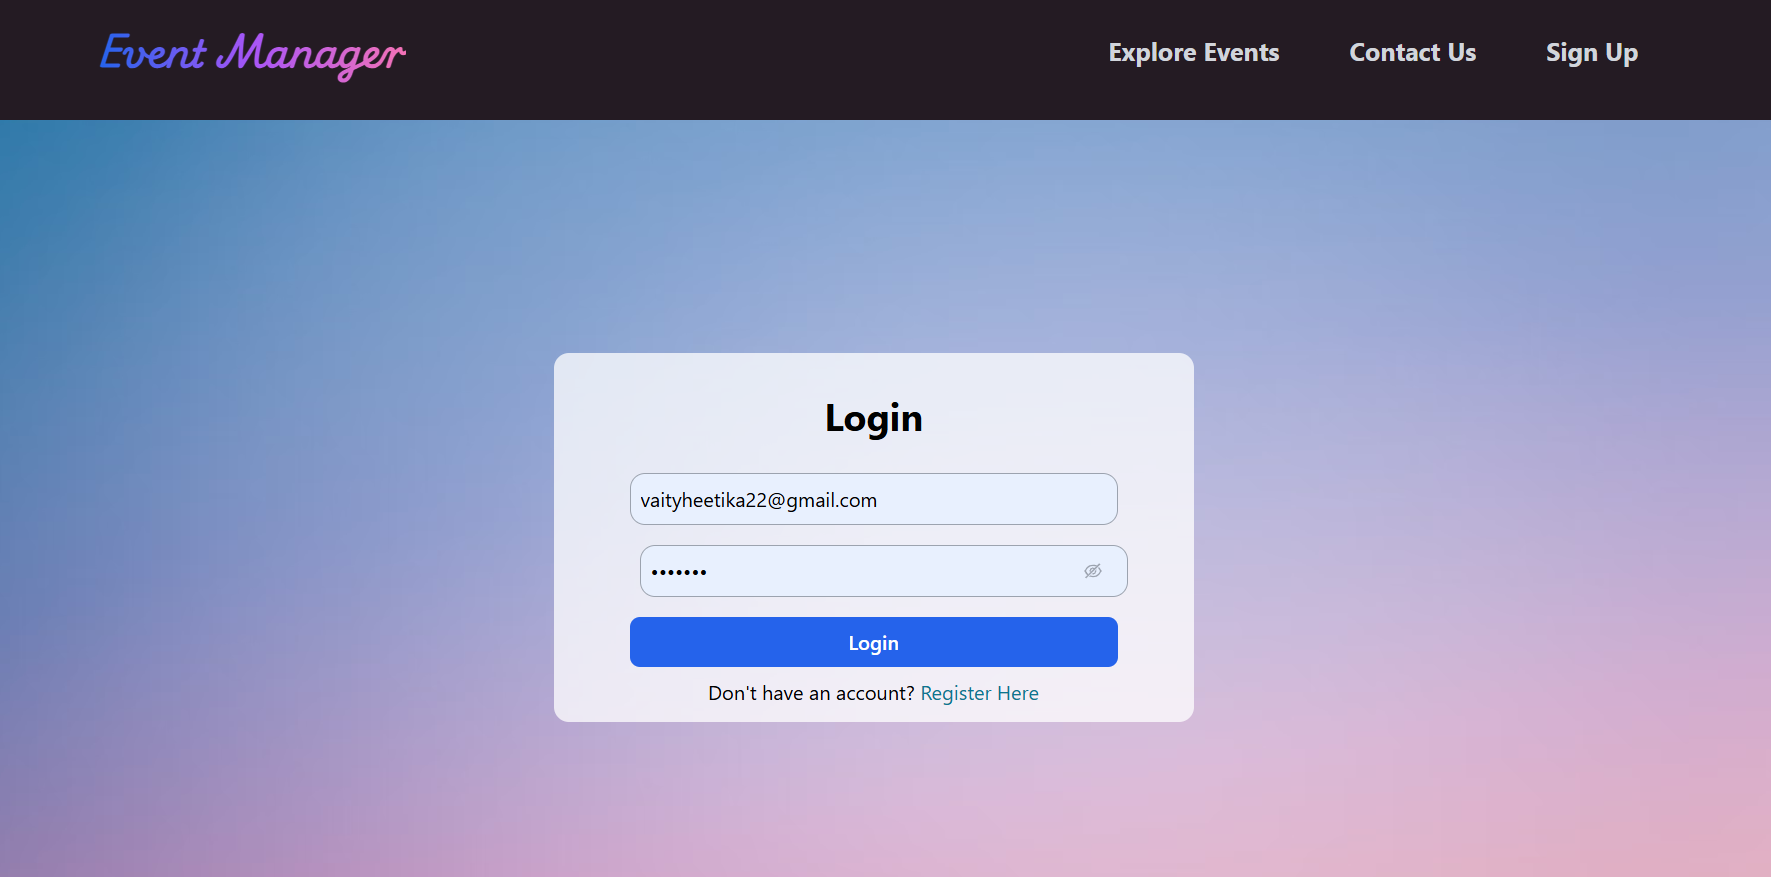 Event Manager
Explore Events
Contact Us
Sign Up
Login
vaityheetika22@gmail.com
•••••••
Login
Don't have an account? Register Here